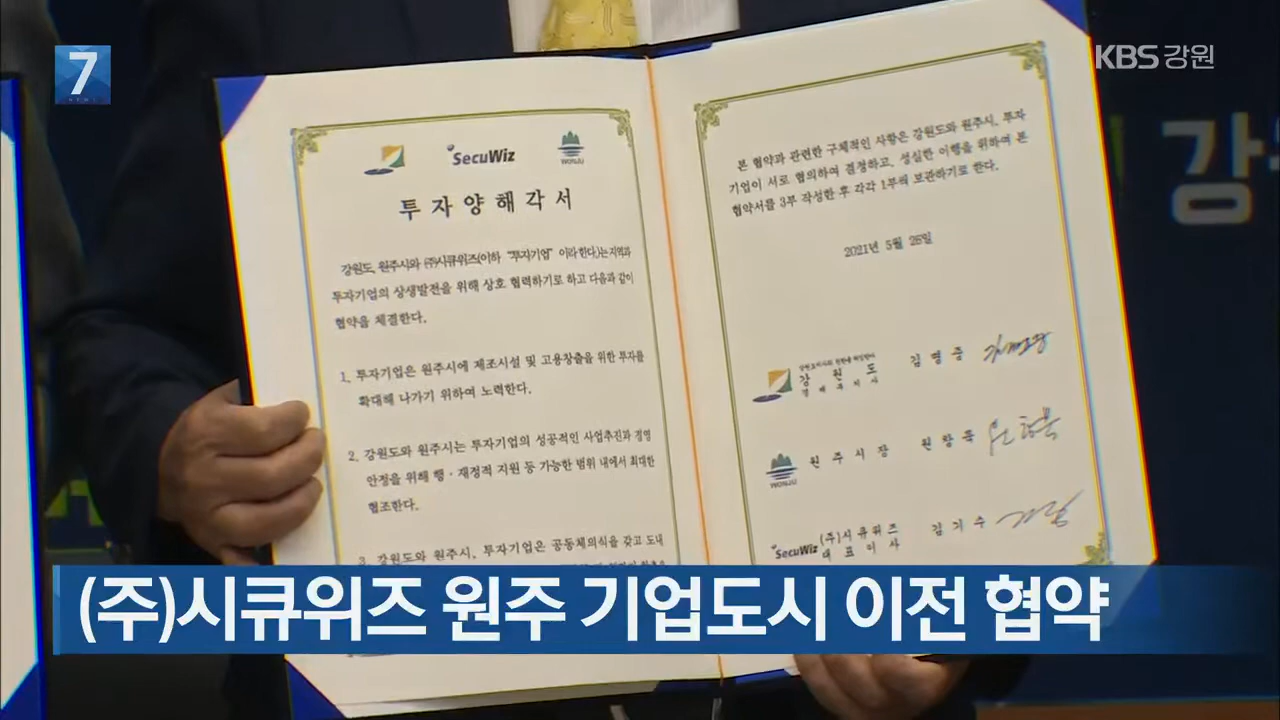 7
NEWS
KBS 강원
강
SecuWiz
WONJU
투자양해각서
강원도, 원주시와 (주)시큐위즈(이하 "투자기업" 이라 한다.)는 지역과
투자기업의 상생발전을 위해 상호 협력하기로 하고 다음과 같이
협약을 체결한다.
1. 투자기업은 원주시에 제조시설 및 고용창출을 위한 투자를
확대해 나가기 위하여 노력한다.
2. 강원도와 원주시는 투자기업의 성공적인 사업추진과 경영
안정을 위해 행·재정적 지원 등 가능한 범위 내에서 최대한
협조한다.
3. 강원도와 원주시, 투자기업은 공동체의식을 갖고 도내
본 협약과 관련한 구체적인 사항은 강원도와 원주시, 투자
기업이 서로 협의하여 결정하고, 성실한 이행을 위하여 본
협약서를 3부 작성한 후 각각 1부씩 보관하기로 한다.
2021년 5월 26일
강원도
경제부지사
김명중
WONJU
원주시장
원창묵
SecuWiz
(주)시큐위즈
대표이사
김기수
(주)시큐위즈 원주 기업도시 이전 협약